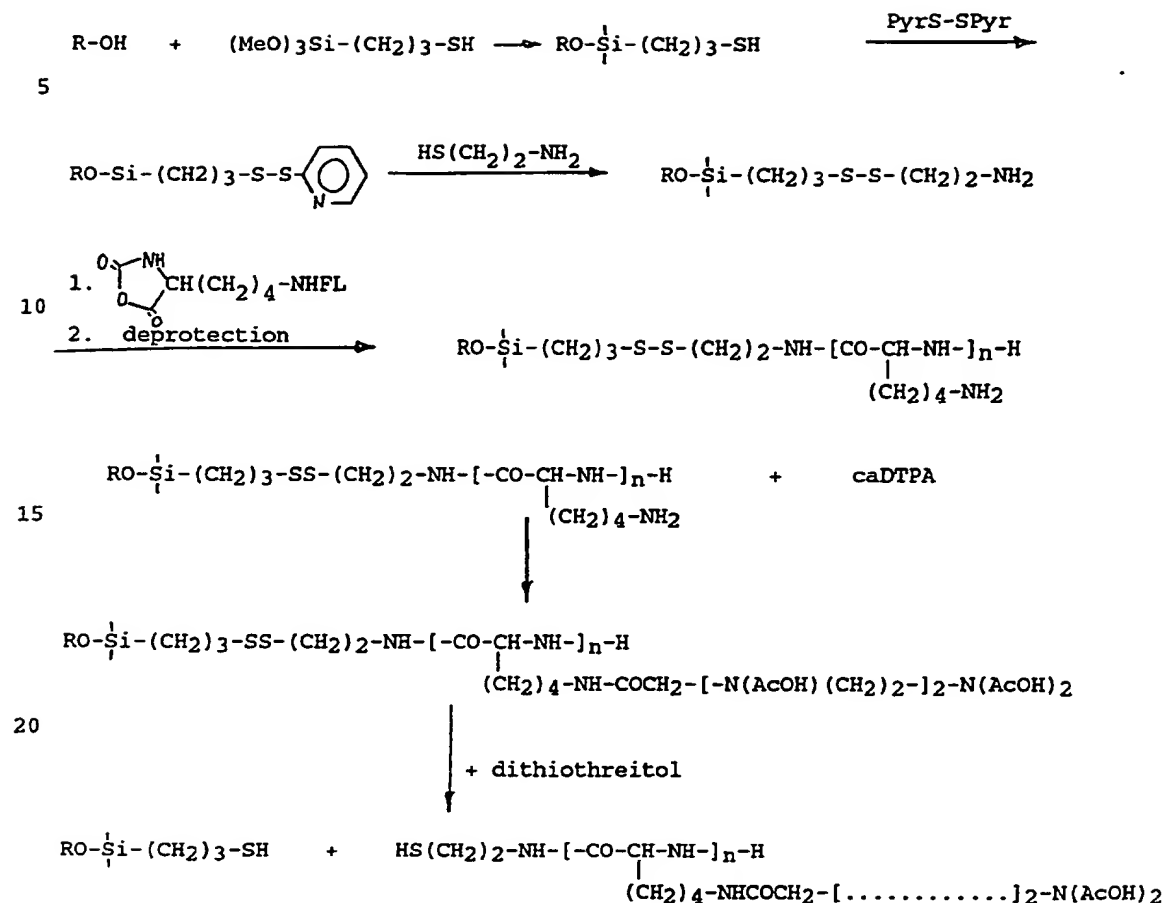 PyrS-SPyr
R-OH + (MeO)3Si-(CH2)3-SH RO-Si-(CH2)3-SH
5
HS(CH2)2-NH2
RO-Si-(CH2)3-S-S- N RO-Si-(CH2)3-S-S-(CH2)2-NH2
O NH
1. CH(CH2)4-NHFL
O O
10
2. deprotection
RO-Si-(CH2)3-S-S-(CH2)2-NH-[CO-CH-NH-]n-H
(CH2)4-NH2
RO-Si-(CH2)3-SS-(CH2)2-NH-[-CO-CH-NH-]n-H + caDTPA
15
(CH2)4-NH2
RO-Si-(CH2)3-SS-(CH2)2-NH-[-CO-CH-NH-]n-H
(CH2)4-NH-COCH2-[-N(AcOH)(CH2)2-]2-N(AcOH)2
20
+ dithiothreitol
RO-Si-(CH2)3-SH + HS(CH2)2-NH-[-CO-CH-NH-]n-H
(CH2)4-NHCOCH2-[............]2-N(AcOH)2